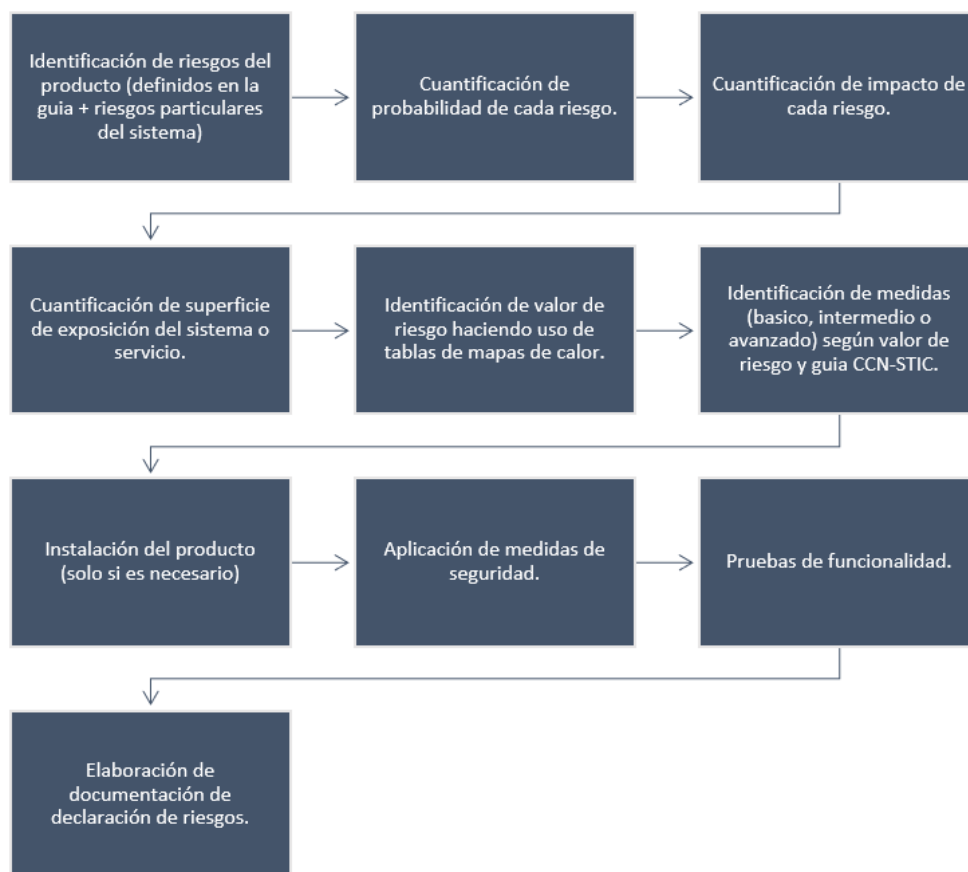 Identificación de riesgos del
producto (definidos en la
guia + riesgos particulares
del sistema)
Cuantificación de
probabilidad de cada riesgo.
Cuantificación de impacto de
cada riesgo.
Cuantificación de superficie
de exposición del sistema o
servicio.
Identificación de valor de
riesgo haciendo uso de
tablas de mapas de calor.
Identificación de medidas
(basico, intermedio o
avanzado) según valor de
riesgo y guia CCN-STIC.
Instalación del producto
(solo si es necesario)
Aplicación de medidas de
seguridad.
Pruebas de funcionalidad.
Elaboración de
documentación de
declaración de riesgos.